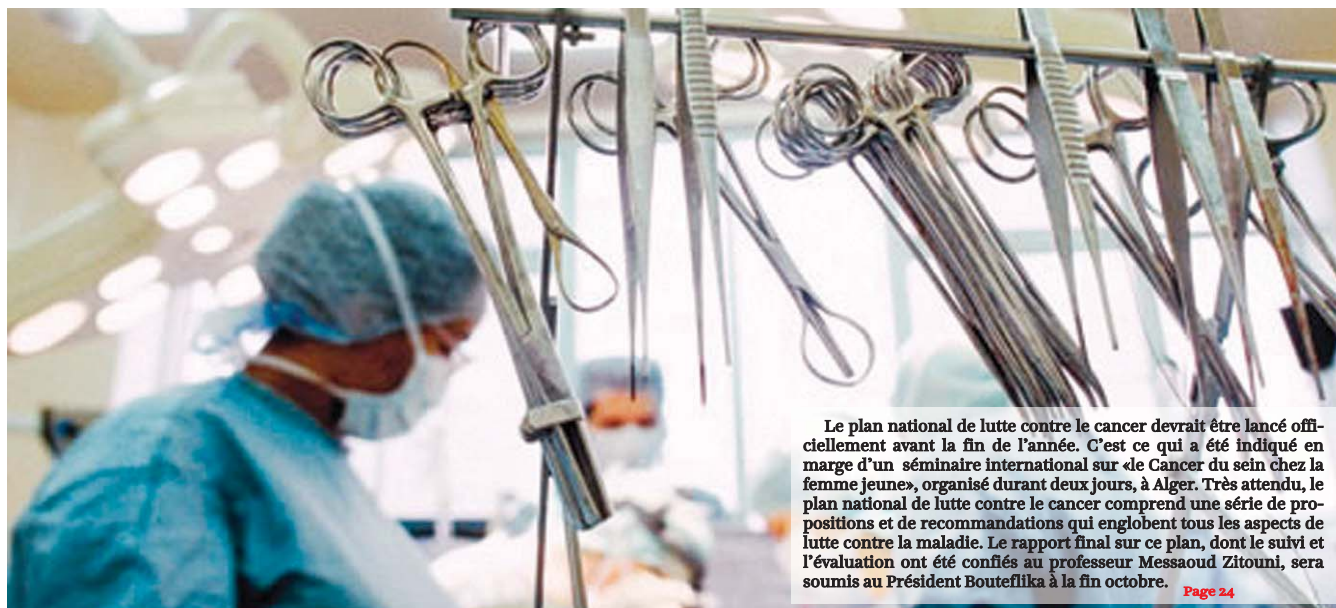 Le plan national de lutte contre le cancer devrait être lancé offi-
ciellement avant la fin de l'année. C'est ce qui a été indiqué en
marge d'un séminaire international sur «le Cancer du sein chez la
femme jeune», organisé durant deux jours, à Alger. Très attendu, le
plan national de lutte contre le cancer comprend une série de pro-
positions et de recommandations qui englobent tous les aspects de
lutte contre la maladie. Le rapport final sur ce plan, dont le suivi et
l'évaluation ont été confiés au professeur Messaoud Zitouni, sera
soumis au Président Bouteflika à la fin octobre.
Page 24